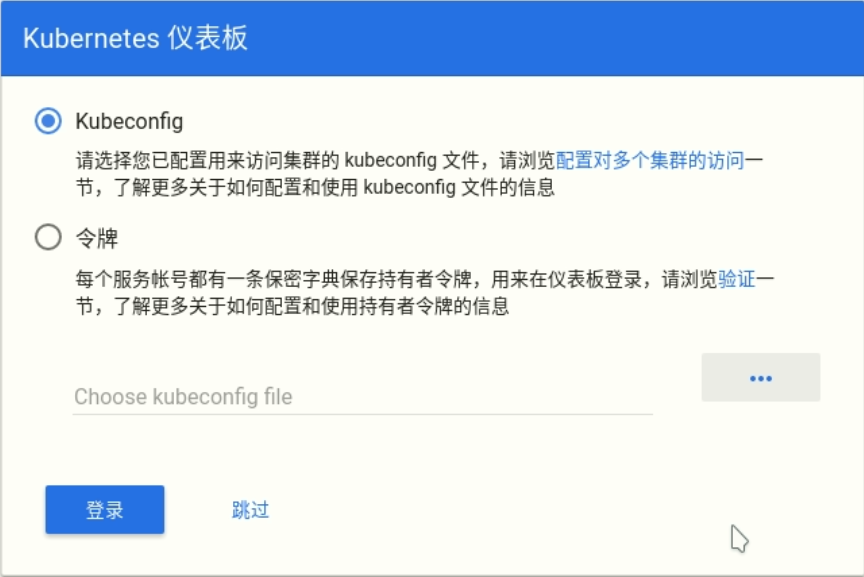 Kubernetes 仪表板
Kubeconfig
请选择您已配置用来访问集群的 kubeconfig 文件，请浏览配置对多个集群的访问一
节，了解更多关于如何配置和使用 kubeconfig 文件的信息
令牌
每个服务帐号都有一条保密字典保存持有者令牌，用来在仪表板登录，请浏览验证一
节，了解更多关于如何配置和使用持有者令牌的信息
Choose kubeconfig file
登录 跳过